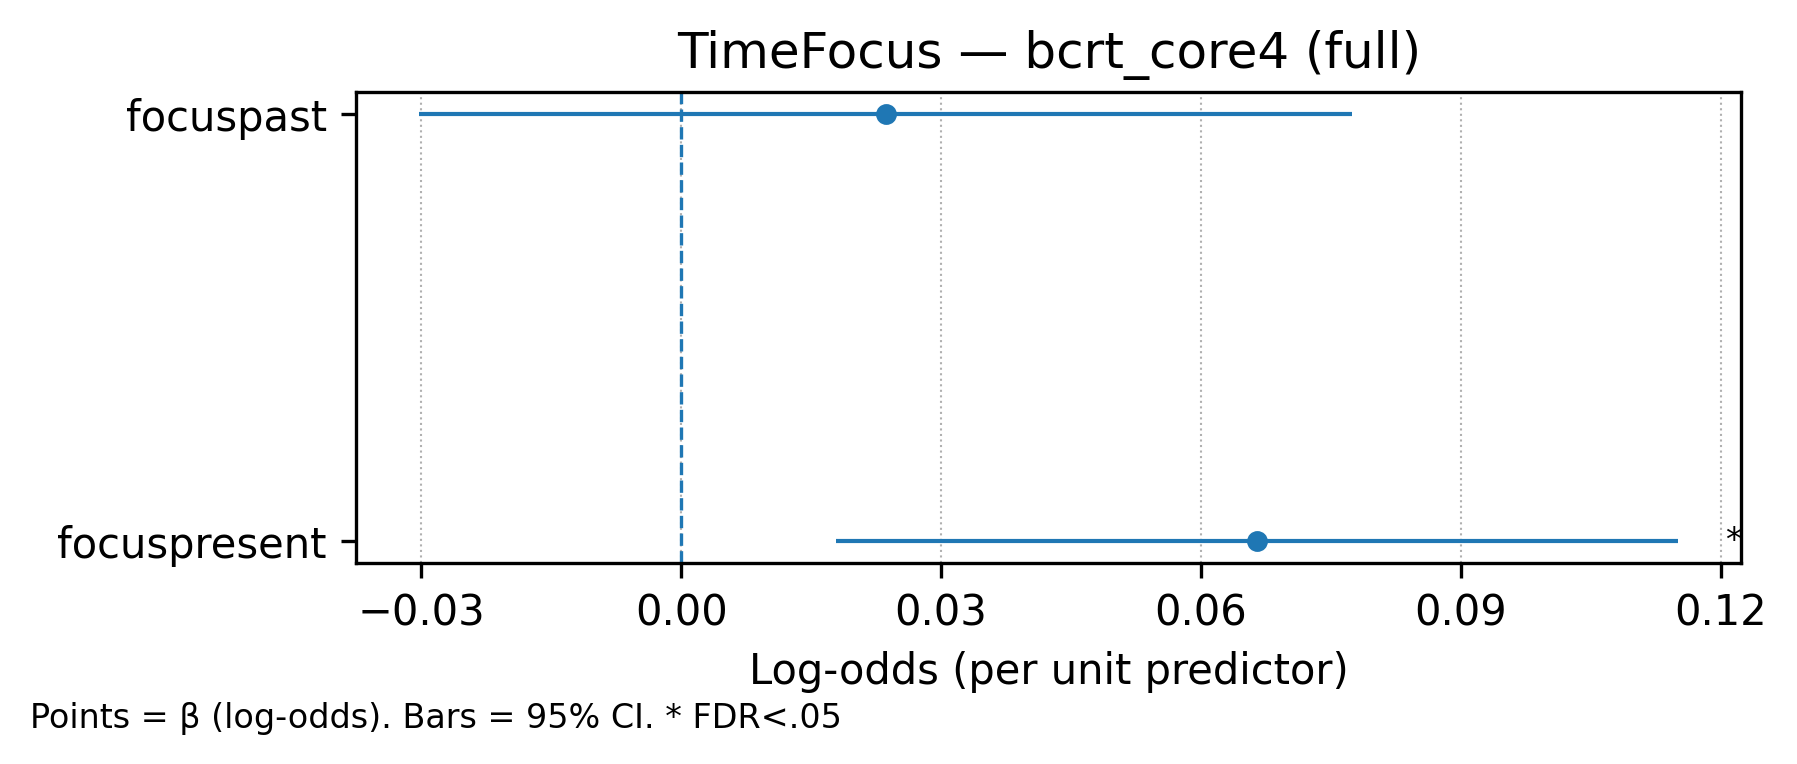 TimeFocus — bcrt_core4 (full)
focuspast
focuspresent
*
−0.03 0.00 0.03 0.06 0.09 0.12
Log-odds (per unit predictor)
Points = β (log-odds). Bars = 95% CI. * FDR<.05